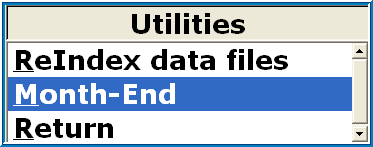 Utilities
ReIndex data files
Month-End
Return